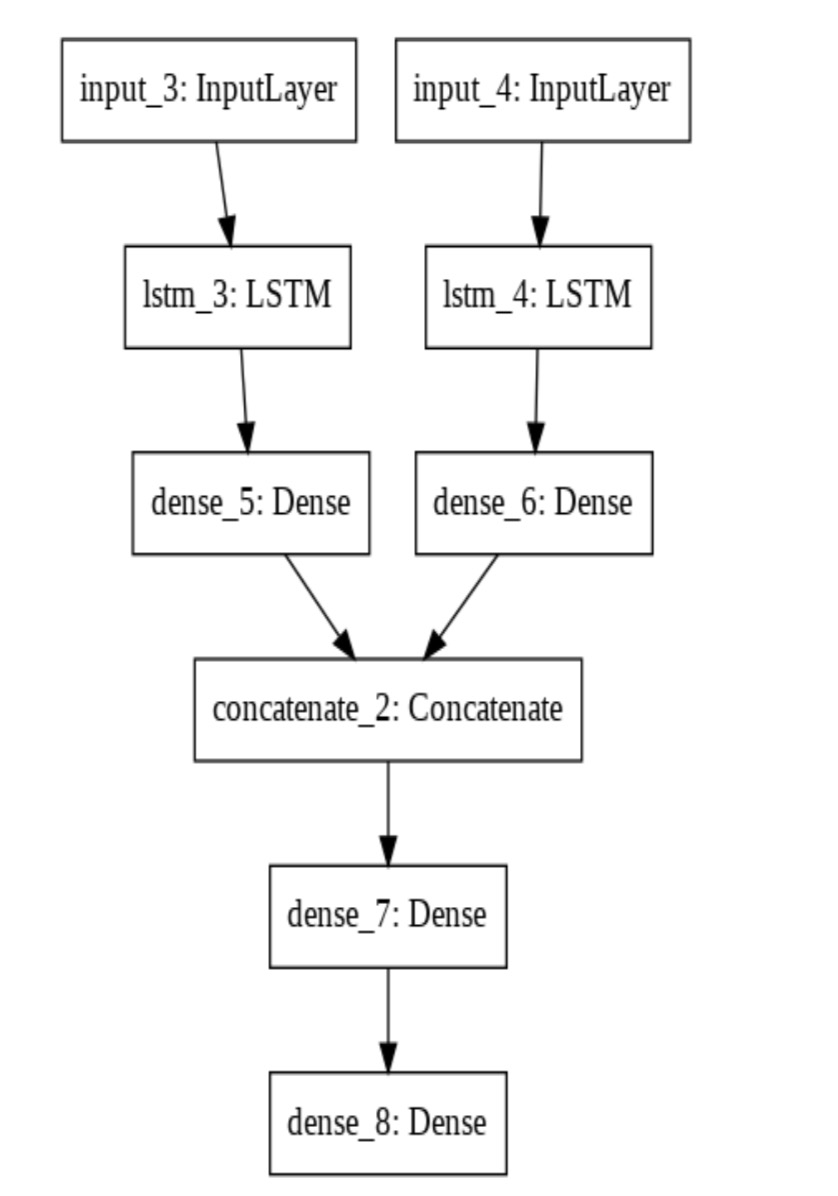 input_3: InputLayer
input_4: InputLayer
lstm_3: LSTM
lstm_4: LSTM
dense_5: Dense
dense_6: Dense
concatenate_2: Concatenate
dense_7: Dense
dense_8: Dense